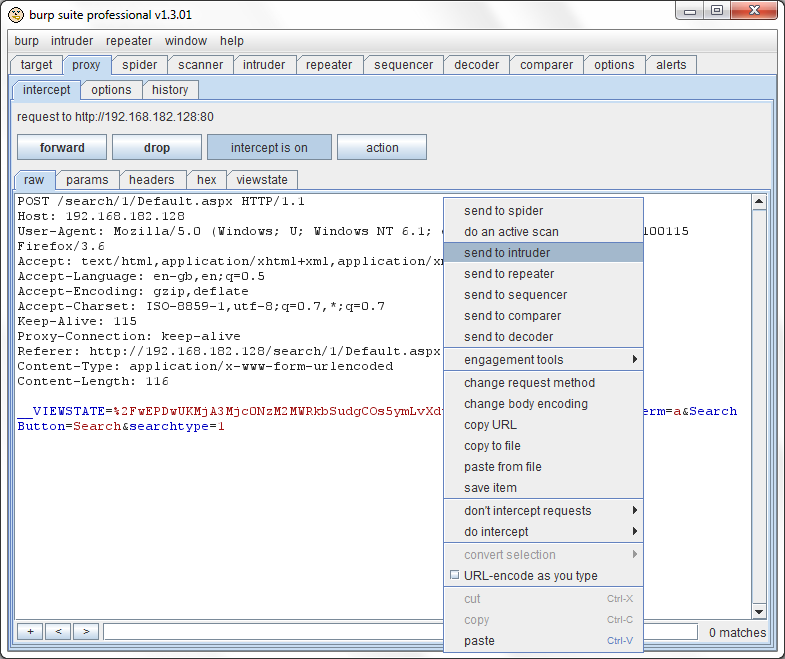 burp suite professional v1.3.01
burp intruder repeater window help
target proxy spider scanner intruder repeater sequencer decoder comparer options alerts
intercept options history
request to http://192.168.182.128:80
forward drop intercept is on action
raw params headers hex viewstate
POST /search/1/Default.aspx HTTP/1.1
Host: 192.168.182.128
User-Agent: Mozilla/5.0 (Windows; U; Windows NT 6.1; 100115
Firefox/3.6
Accept: text/html,application/xhtml+xml,application/xm
Accept-Language: en-gb,en;q=0.5
Accept-Encoding: gzip,deflate
Accept-Charset: ISO-8859-1,utf-8;q=0.7,*;q=0.7
Keep-Alive: 115
Proxy-Connection: keep-alive
Referer: http://192.168.182.128/search/1/Default.aspx
Content-Type: application/x-www-form-urlencoded
Content-Length: 116
__VIEWSTATE=%2FwEPDwUKMjA3Mjc0NzM2MWRkbSudgCOs5ymLvXd erm=a&Search
Button=Search&searchtype=1
send to spider
do an active scan
send to intruder
send to repeater
send to sequencer
send to comparer
send to decoder
engagement tools
change request method
change body encoding
copy URL
copy to file
paste from file
save item
don't intercept requests
do intercept
convert selection
URL-encode as you type
cut Ctrl-X
copy Ctrl-C
paste Ctrl-V
+ < > 0 matches